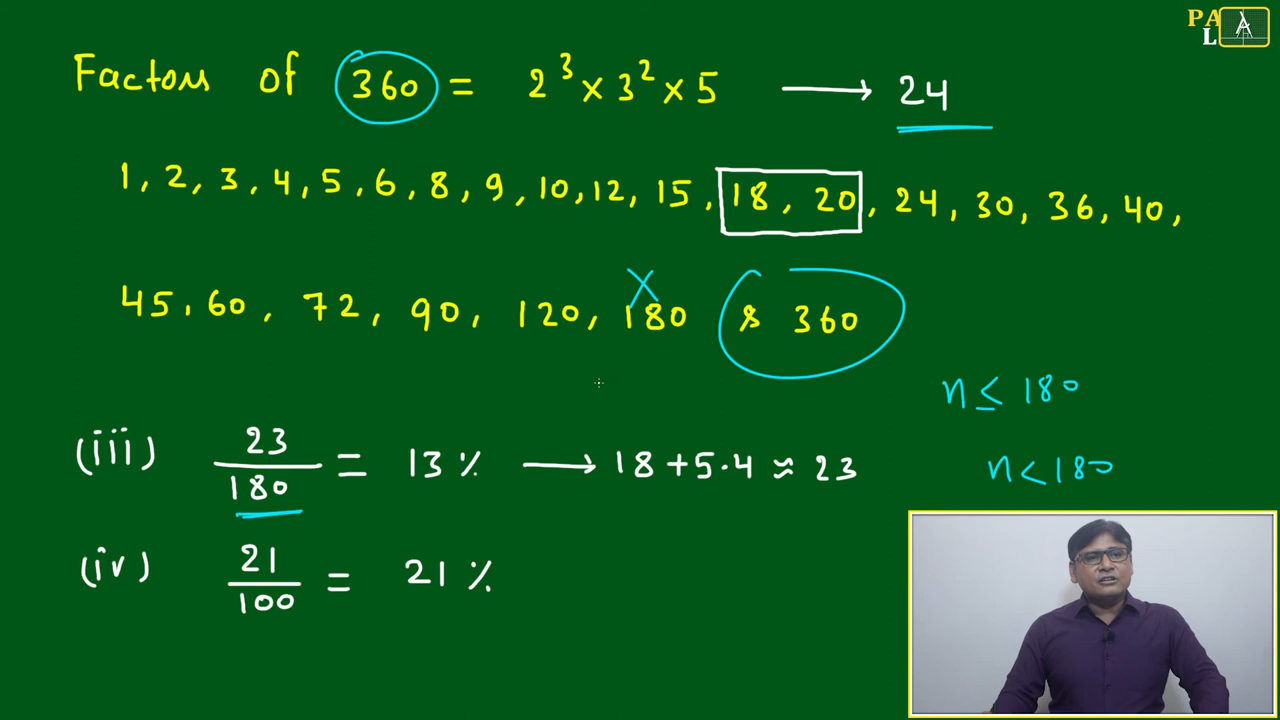 PA
L
Factors of 360 = 2³ × 3² × 5 → 24
1, 2, 3, 4, 5, 6, 8, 9, 10, 12, 15, 18, 20, 24, 30, 36, 40,
45, 60, 72, 90, 120, 180 & 360
n ≤ 180
(iii) 23/180 = 13 % → 18 + 5.4 ≈ 23
n < 180
(iv) 21/100 = 21 %